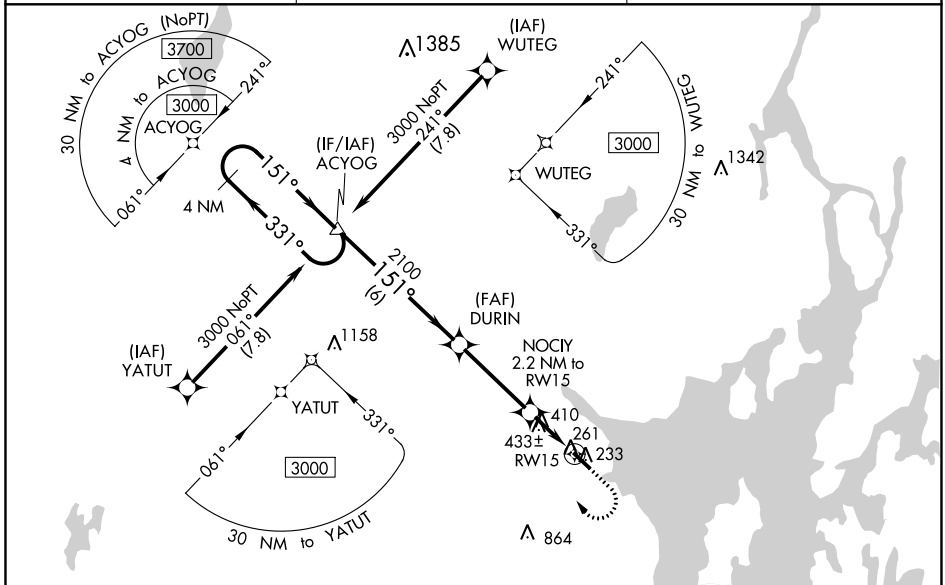 30 NM to ACYOG (NoPT)
3700
4 NM to ACYOG
3000
ACYOG
241°
061°
1385
(IAF)
WUTEG
3000 NoPT
241°
(7.8)
(IF/IAF)
ACYOG
151°
4 NM
331°
241°
3000
WUTEG
30 NM to WUTEG
331°
1342
2100
151°
(6)
(FAF)
DURIN
3000 NoPT
061°
(7.8)
(IAF)
YATUT
1158
YATUT
061°
331°
3000
30 NM to YATUT
NOCIY
2.2 NM to
RW15
410
433±
261
RW15
233
864